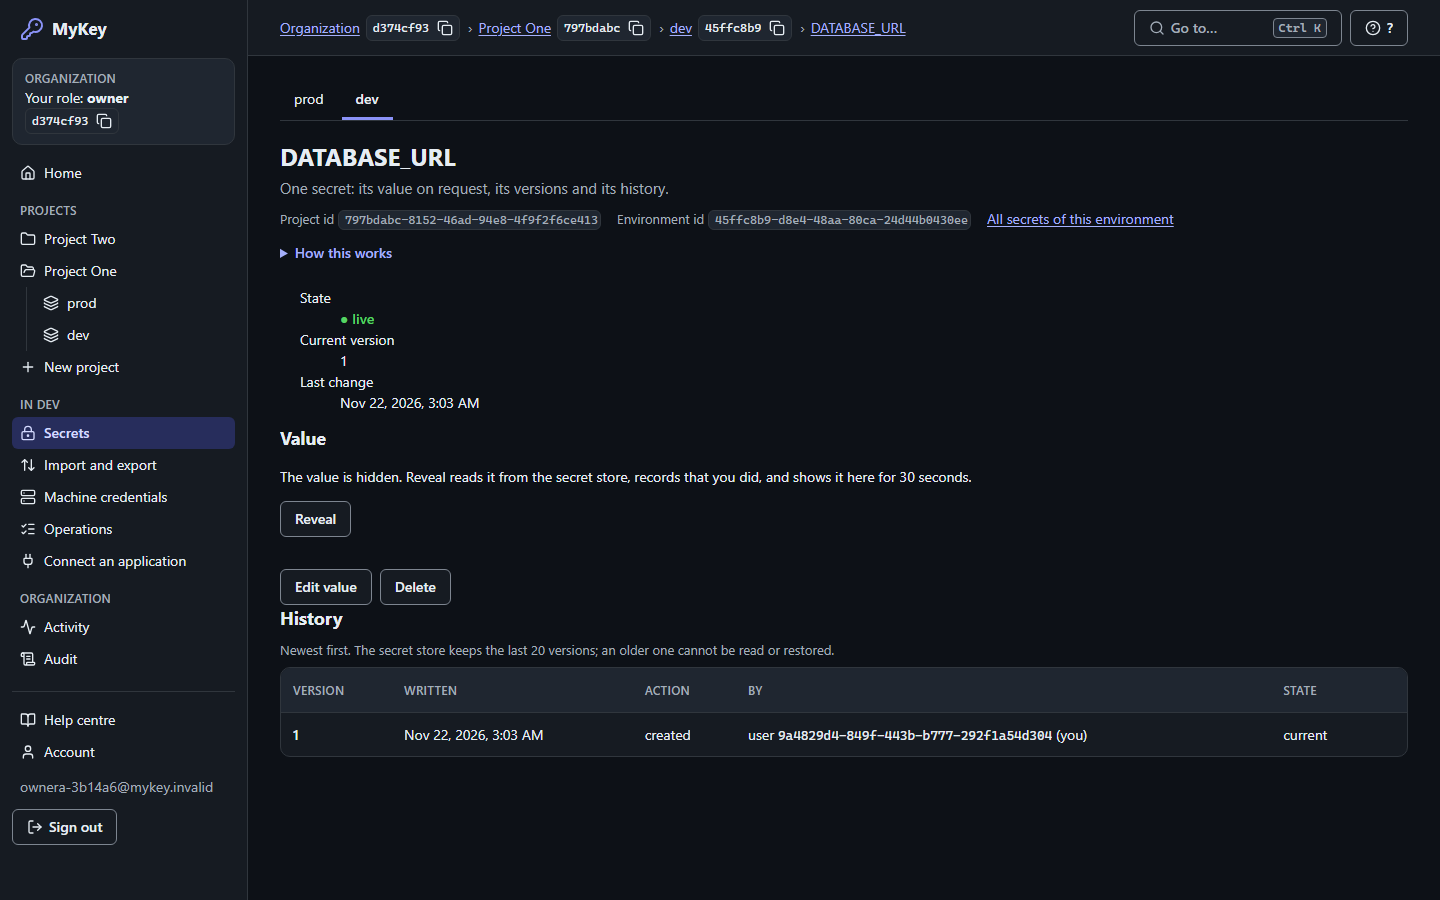 MyKey
ORGANIZATION
Your role: owner
d374cf93
Home
PROJECTS
Project Two
Project One
prod
dev
New project
IN DEV
Secrets
Import and export
Machine credentials
Operations
Connect an application
ORGANIZATION
Activity
Audit
Help centre
Account
ownera-3b14a6@mykey.invalid
Sign out
Organization d374cf93 › Project One 797bdabc › dev 45ffc8b9 › DATABASE_URL
Go to... Ctrl K ?
prod dev
DATABASE_URL
One secret: its value on request, its versions and its history.
Project id 797bdabc-8152-46ad-94e8-4f9f2f6ce413 Environment id 45ffc8b9-d8e4-48aa-80ca-24d44b0430ee All secrets of this environment
How this works
State
live
Current version
1
Last change
Nov 22, 2026, 3:03 AM
Value
The value is hidden. Reveal reads it from the secret store, records that you did, and shows it here for 30 seconds.
Reveal
Edit value Delete
History
Newest first. The secret store keeps the last 20 versions; an older one cannot be read or restored.
VERSION WRITTEN ACTION BY STATE
1 Nov 22, 2026, 3:03 AM created user 9a4829d4-849f-443b-b777-292f1a54d304 (you) current